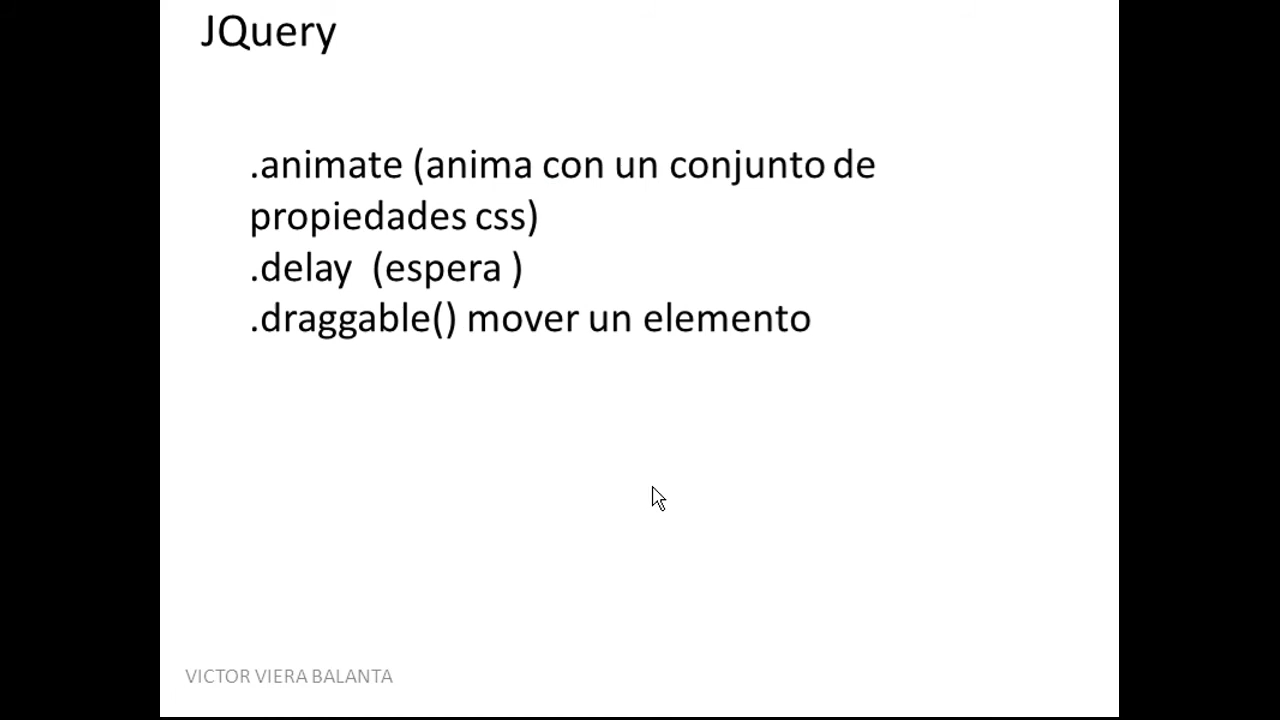 JQuery
.animate (anima con un conjunto de
propiedades css)
.delay  (espera )
.draggable() mover un elemento
VICTOR VIERA BALANTA